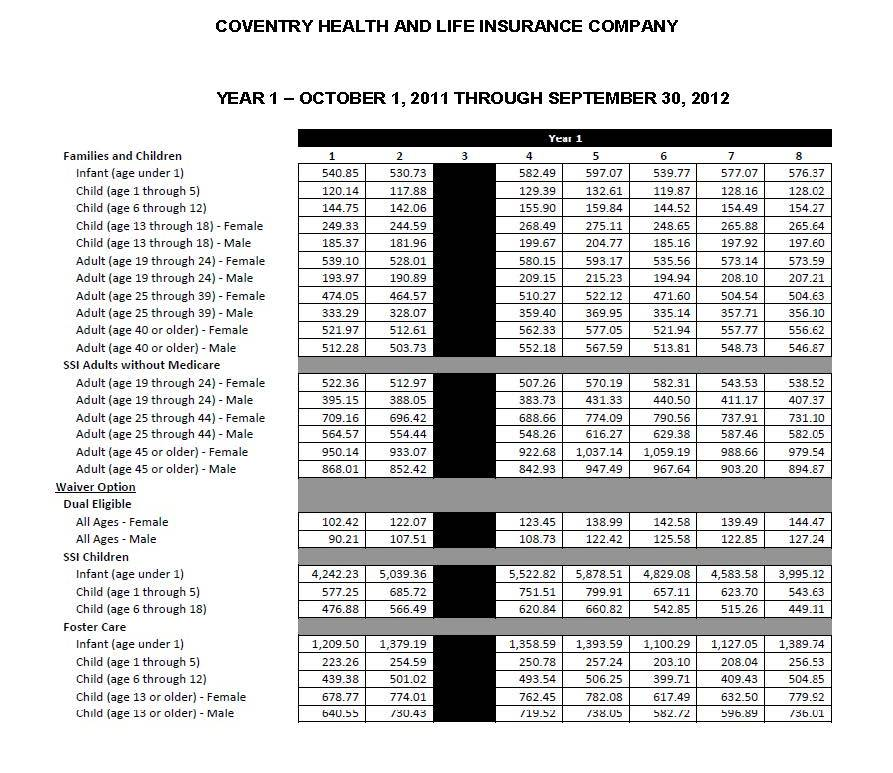 COVENTRY HEALTH AND LIFE INSURANCE COMPANY
YEAR 1 – OCTOBER 1, 2011 THROUGH SEPTEMBER 30, 2012
Year 1
Families and Children 1 2 3 4 5 6 7 8
Infant (age under 1) 540.85 530.73 582.49 597.07 539.77 577.07 576.37
Child (age 1 through 5) 120.14 117.88 129.39 132.61 119.87 128.16 128.02
Child (age 6 through 12) 144.75 142.06 155.90 159.84 144.52 154.49 154.27
Child (age 13 through 18) - Female 249.33 244.59 268.49 275.11 248.65 265.88 265.64
Child (age 13 through 18) - Male 185.37 181.96 199.67 204.77 185.16 197.92 197.60
Adult (age 19 through 24) - Female 539.10 528.01 580.15 593.17 535.56 573.14 573.59
Adult (age 19 through 24) - Male 193.97 190.89 209.15 215.23 194.94 208.10 207.21
Adult (age 25 through 39) - Female 474.05 464.57 510.27 522.12 471.60 504.54 504.63
Adult (age 25 through 39) - Male 333.29 328.07 359.40 369.95 335.14 357.71 356.10
Adult (age 40 or older) - Female 521.97 512.61 562.33 577.05 521.94 557.77 556.62
Adult (age 40 or older) - Male 512.28 503.73 552.18 567.59 513.81 548.73 546.87
SSI Adults without Medicare
Adult (age 19 through 24) - Female 522.36 512.97 507.26 570.19 582.31 543.53 538.52
Adult (age 19 through 24) - Male 395.15 388.05 383.73 431.33 440.50 411.17 407.37
Adult (age 25 through 44) - Female 709.16 696.42 688.66 774.09 790.56 737.91 731.10
Adult (age 25 through 44) - Male 564.57 554.44 548.26 616.27 629.38 587.46 582.05
Adult (age 45 or older) - Female 950.14 933.07 922.68 1,037.14 1,059.19 988.66 979.54
Adult (age 45 or older) - Male 868.01 852.42 842.93 947.49 967.64 903.20 894.87
Waiver Option
Dual Eligible
All Ages - Female 102.42 122.07 123.45 138.99 142.58 139.49 144.47
All Ages - Male 90.21 107.51 108.73 122.42 125.58 122.85 127.24
SSI Children
Infant (age under 1) 4,242.23 5,039.36 5,522.82 5,878.51 4,829.08 4,583.58 3,995.12
Child (age 1 through 5) 577.25 685.72 751.51 799.91 657.11 623.70 543.63
Child (age 6 through 18) 476.88 566.49 620.84 660.82 542.85 515.26 449.11
Foster Care
Infant (age under 1) 1,209.50 1,379.19 1,358.59 1,393.59 1,100.29 1,127.05 1,389.74
Child (age 1 through 5) 223.26 254.59 250.78 257.24 203.10 208.04 256.53
Child (age 6 through 12) 439.38 501.02 493.54 506.25 399.71 409.43 504.85
Child (age 13 or older) - Female 678.77 774.01 762.45 782.08 617.49 632.50 779.92
Child (age 13 or older) - Male 640.55 730.43 719.52 738.05 582.72 596.89 736.01